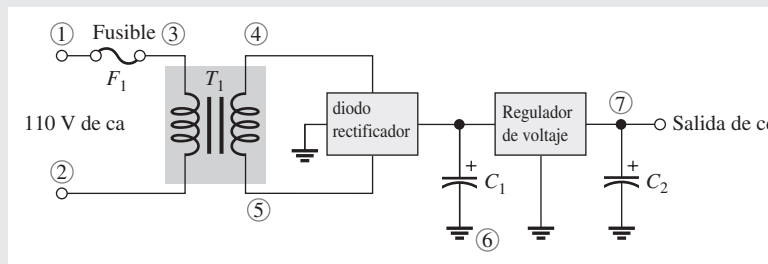 ① Fusible ③ ④
F1 T1
110 V de ca
diodo
rectificador
Regulador
de voltaje
⑦
Salida de
②
⑤
+
C1
+
C2
⑥